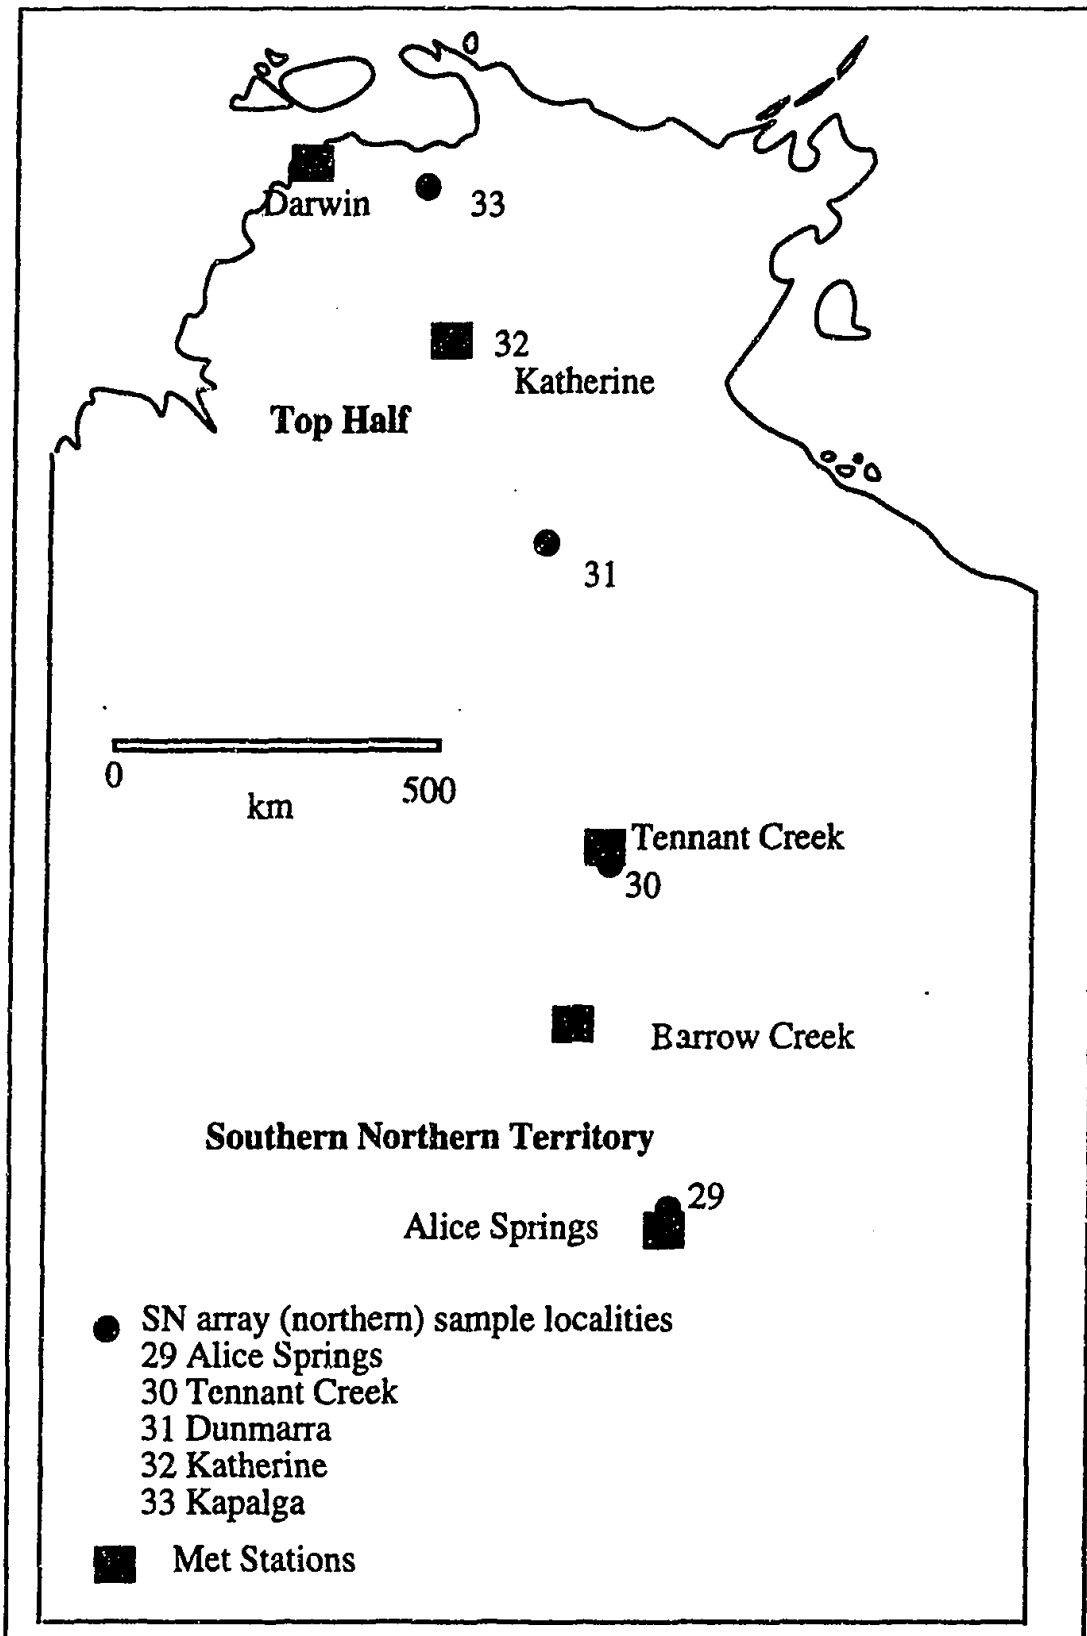 Darwin
33
32
Katherine
Top Half
31
0
500
km
Tennant Creek
30
Barrow Creek
Southern Northern Territory
29
Alice Springs
SN array (northern) sample localities
29 Alice Springs
30 Tennant Creek
31 Dunmarra
32 Katherine
33 Kapalga
Met Stations